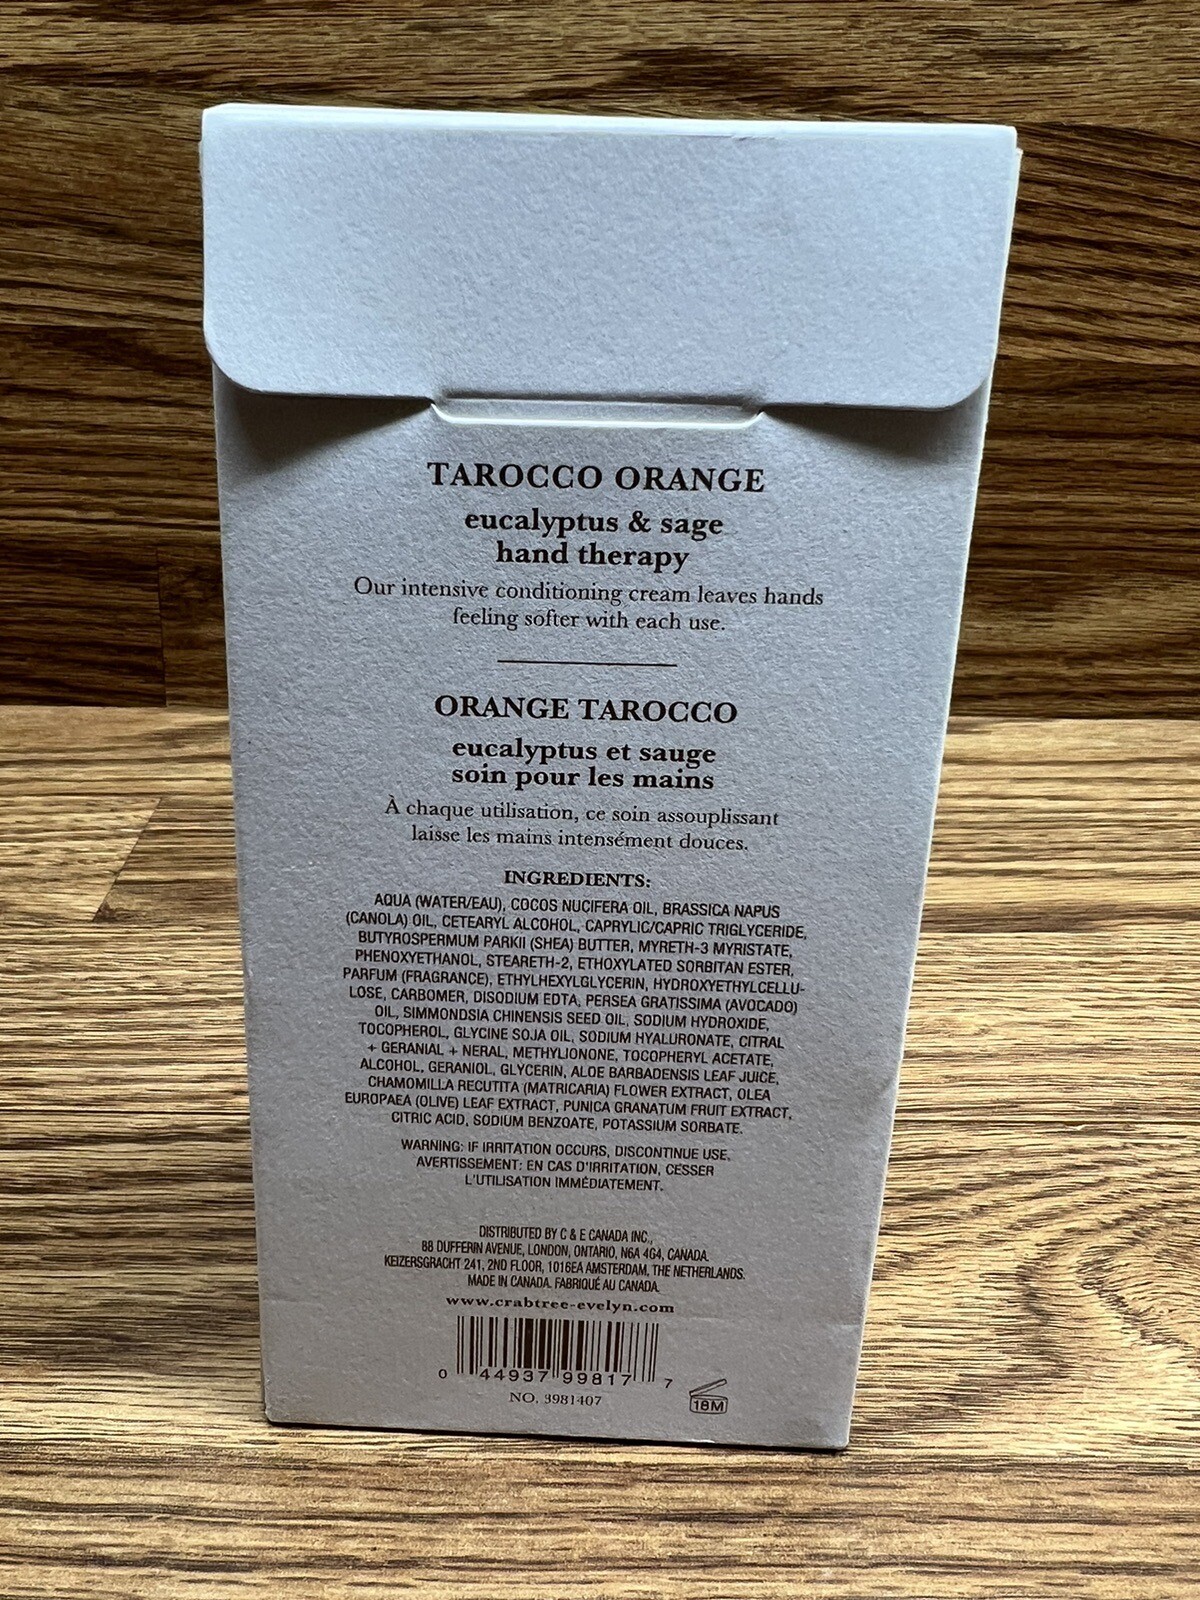 TAROCCO ORANGE
eucalyptus & sage
hand therapy
Our intensive conditioning cream leaves hands
feeling softer with each use.
ORANGE TAROCCO
eucalyptus et sauge
soin pour les mains
À chaque utilisation, ce soin assouplissant
laisse les mains intensément douces.
INGREDIENTS:
AQUA (WATER/EAU), COCOS NUCIFERA OIL, BRASSICA NAPUS
(CANOLA) OIL, CETEARYL ALCOHOL, CAPRYLIC/CAPRIC TRIGLYCERIDE,
BUTYROSPERMUM PARKII (SHEA) BUTTER, MYRETH-3 MYRISTATE,
PHENOXYETHANOL, STEARETH-2, ETHOXYLATED SORBITAN ESTER,
PARFUM (FRAGRANCE), ETHYLHEXYLGLYCERIN, HYDROXYETHYLCELLU-
LOSE, CARBOMER, DISODIUM EDTA, PERSEA GRATISSIMA (AVOCADO)
OIL, SIMMONDSIA CHINENSIS SEED OIL, SODIUM HYDROXIDE,
TOCOPHEROL, GLYCINE SOJA OIL, SODIUM HYALURONATE, CITRAL
+ GERANIAL + NERAL, METHYLIONONE, TOCOPHERYL ACETATE,
ALCOHOL, GERANIOL, GLYCERIN, ALOE BARBADENSIS LEAF JUICE,
CHAMOMILLA RECUTITA (MATRICARIA) FLOWER EXTRACT, OLEA
EUROPAEA (OLIVE) LEAF EXTRACT, PUNICA GRANATUM FRUIT EXTRACT,
CITRIC ACID, SODIUM BENZOATE, POTASSIUM SORBATE.
WARNING: IF IRRITATION OCCURS, DISCONTINUE USE.
AVERTISSEMENT: EN CAS D'IRRITATION, CESSER
L'UTILISATION IMMÉDIATEMENT.
DISTRIBUTED BY C & E CANADA INC.,
88 DUFFERIN AVENUE, LONDON, ONTARIO, N6A 4G4, CANADA.
KEIZERSGRACHT 241, 2ND FLOOR, 1016EA AMSTERDAM, THE NETHERLANDS.
MADE IN CANADA. FABRIQUÉ AU CANADA.
www.crabtree-evelyn.com
0 44937 99817 7
NO. 3981407
18M